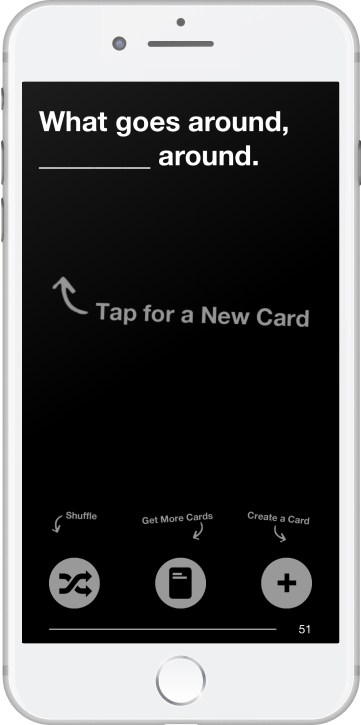 What goes around,
________ around.
Tap for a New Card
Shuffle
Get More Cards
Create a Card
51